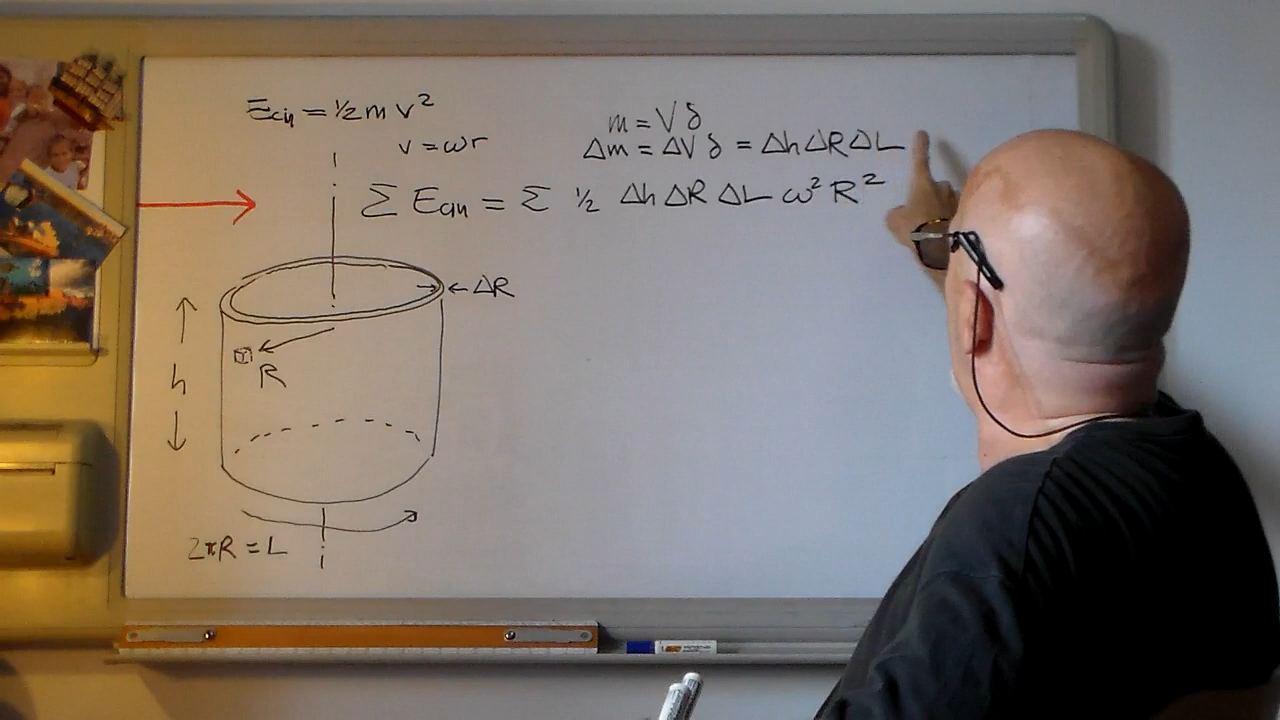 Ecin = ½ m v²
v = ωr
m = V δ
Δm = ΔV δ = Δh ΔR ΔL
Σ Ecin = Σ ½ Δh ΔR ΔL ω² R²
ΔR
R
h
2πR = L